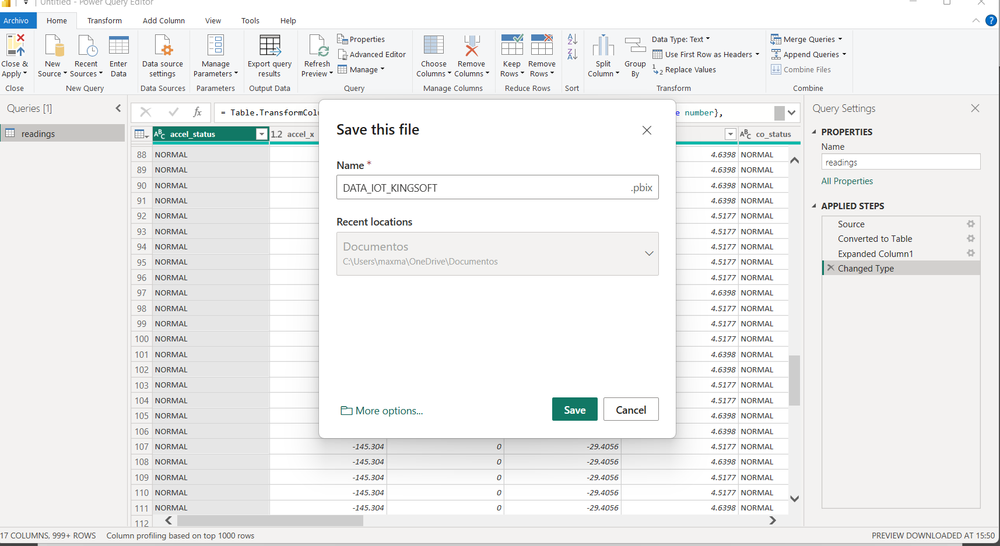 Untitled - Power Query Editor
Archivo Home Transform Add Column View Tools Help ?
Close & Apply
New Source
Recent Sources
Enter Data
Data source settings
Manage Parameters
Export query results
Refresh Preview
Properties
Advanced Editor
Manage
Choose Columns
Remove Columns
Keep Rows
Remove Rows
Split Column
Group By
Data Type: Text
Use First Row as Headers
Replace Values
Merge Queries
Append Queries
Combine Files
Close New Query Data Sources Parameters Output Data Query Manage Columns Reduce Rows Sort Transform Combine
Queries [1]
readings
fx = Table.TransformColu e number},
ABC accel_status 1.2 accel_x ABC co_status
88 NORMAL 4.6398 NORMAL
89 NORMAL 4.6398 NORMAL
90 NORMAL 4.6398 NORMAL
91 NORMAL 4.6398 NORMAL
92 NORMAL 4.5177 NORMAL
93 NORMAL 4.5177 NORMAL
94 NORMAL 4.5177 NORMAL
95 NORMAL 4.5177 NORMAL
96 NORMAL 4.5177 NORMAL
97 NORMAL 4.6398 NORMAL
98 NORMAL 4.5177 NORMAL
99 NORMAL 4.5177 NORMAL
100 NORMAL 4.5177 NORMAL
101 NORMAL 4.6398 NORMAL
102 NORMAL 4.6398 NORMAL
103 NORMAL 4.5177 NORMAL
104 NORMAL 4.5177 NORMAL
105 NORMAL 4.6398 NORMAL
106 NORMAL 4.6398 NORMAL
107 NORMAL -145.304 0 -29.4056 4.5177 NORMAL
108 NORMAL -145.304 0 -29.4056 4.6398 NORMAL
109 NORMAL -145.304 0 -29.4056 4.5177 NORMAL
110 NORMAL -145.304 0 -29.4056 4.5177 NORMAL
111 NORMAL -145.304 0 -29.4056 4.6398 NORMAL
112
Save this file
Name *
DATA_IOT_KINGSOFT .pbix
Recent locations
Documentos
C:\Users\maxma\OneDrive\Documentos
More options...
Save Cancel
Query Settings
PROPERTIES
Name
readings
All Properties
APPLIED STEPS
Source
Converted to Table
Expanded Column1
Changed Type
17 COLUMNS, 999+ ROWS Column profiling based on top 1000 rows
PREVIEW DOWNLOADED AT 15:50